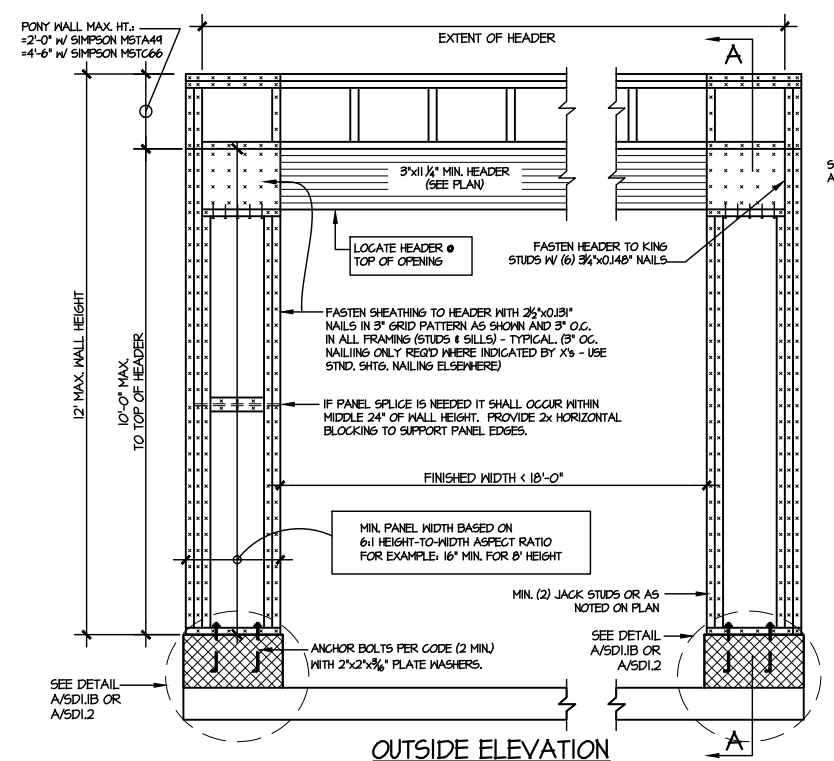 PONY WALL MAX. HT.:
=2'-0" W/ SIMPSON MSTA49
=4'-6" W/ SIMPSON MSTC66
EXTENT OF HEADER
A
3"x11 1/4" MIN. HEADER
(SEE PLAN)
LOCATE HEADER @
TOP OF OPENING
FASTEN HEADER TO KING
STUDS W/ (6) 3 1/4"x0.148" NAILS
FASTEN SHEATHING TO HEADER WITH 2 1/2"x0.131"
NAILS IN 3" GRID PATTERN AS SHOWN AND 3" O.C.
IN ALL FRAMING (STUDS & SILLS) - TYPICAL. (3" OC.
NAILIING ONLY REQ'D WHERE INDICATED BY X's - USE
STND. SHTG. NAILING ELSEWHERE)
12' MAX. WALL HEIGHT
10'-0" MAX.
TO TOP OF HEADER
IF PANEL SPLICE IS NEEDED IT SHALL OCCUR WITHIN
MIDDLE 24" OF WALL HEIGHT. PROVIDE 2x HORIZONTAL
BLOCKING TO SUPPORT PANEL EDGES.
FINISHED WIDTH < 18'-0"
MIN. PANEL WIDTH BASED ON
6:1 HEIGHT-TO-WIDTH ASPECT RATIO
FOR EXAMPLE: 16" MIN. FOR 8' HEIGHT
MIN. (2) JACK STUDS OR AS
NOTED ON PLAN
ANCHOR BOLTS PER CODE (2 MIN.)
WITH 2"x2"x3/16" PLATE WASHERS.
SEE DETAIL
A/SD1.1B OR
A/SD1.2
SEE DETAIL
A/SD1.1B OR
A/SD1.2
A
OUTSIDE ELEVATION
S
A